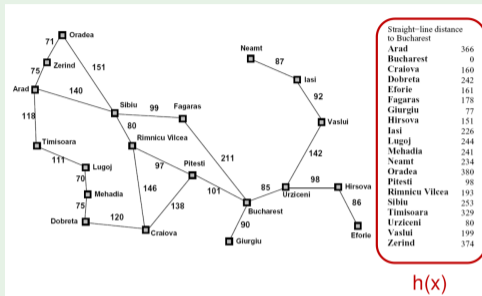 Oradea
71
Neamt
87
Zerind
151
75
Iasi
Arad
140
92
Sibiu
99
Fagaras
118
80
Vaslui
Rimnicu Vilcea
Timisoara
142
111
Pitesti
211
Lugoj
97
70
98
Hirsova
85
146
101
Urziceni
Mehadia
86
75
138
Bucharest
120
90
Dobreta
Craiova
Giurgiu
Eforie
Straight-line distance
to Bucharest
Arad 366
Bucharest 0
Craiova 160
Dobreta 242
Eforie 161
Fagaras 178
Giurgiu 77
Hirsova 151
Iasi 226
Lugoj 244
Mehadia 241
Neamt 234
Oradea 380
Pitesti 98
Rimnicu Vilcea 193
Sibiu 253
Timisoara 329
Urziceni 80
Vaslui 199
Zerind 374
h(x)